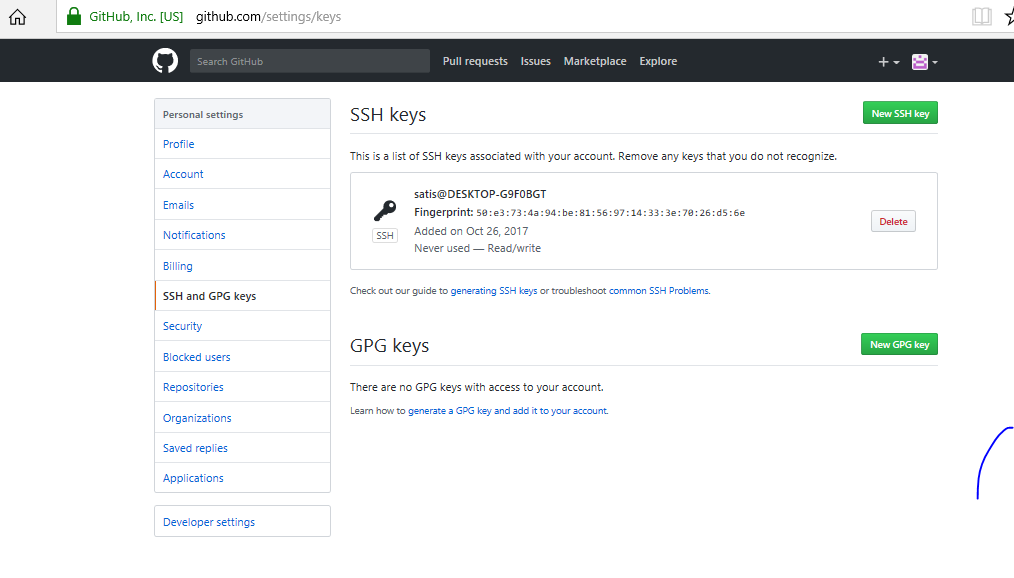 GitHub, Inc. [US] github.com/settings/keys
Search GitHub Pull requests Issues Marketplace Explore
Personal settings
Profile
Account
Emails
Notifications
Billing
SSH and GPG keys
Security
Blocked users
Repositories
Organizations
Saved replies
Applications
Developer settings
SSH keys New SSH key
This is a list of SSH keys associated with your account. Remove any keys that you do not recognize.
SSH
satis@DESKTOP-G9F0BGT
Fingerprint: 50:e3:73:4a:94:be:81:56:97:14:33:3e:70:26:d5:6e
Added on Oct 26, 2017
Never used — Read/write
Delete
Check out our guide to generating SSH keys or troubleshoot common SSH Problems.
GPG keys New GPG key
There are no GPG keys with access to your account.
Learn how to generate a GPG key and add it to your account.